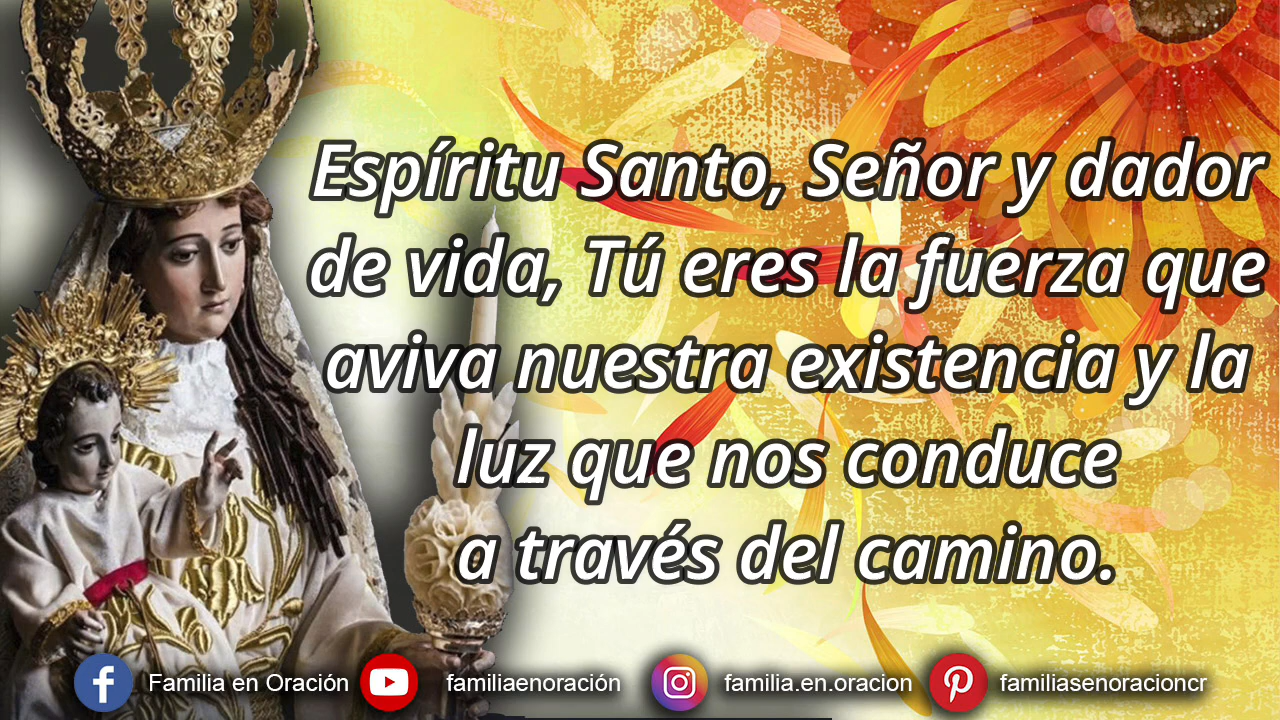 Espíritu Santo, Señor y dador
de vida, Tú eres la fuerza que
aviva nuestra existencia y la
luz que nos conduce
a través del camino.
Familia en Oración familiaenoración familia.en.oracion familiasenoracioncr